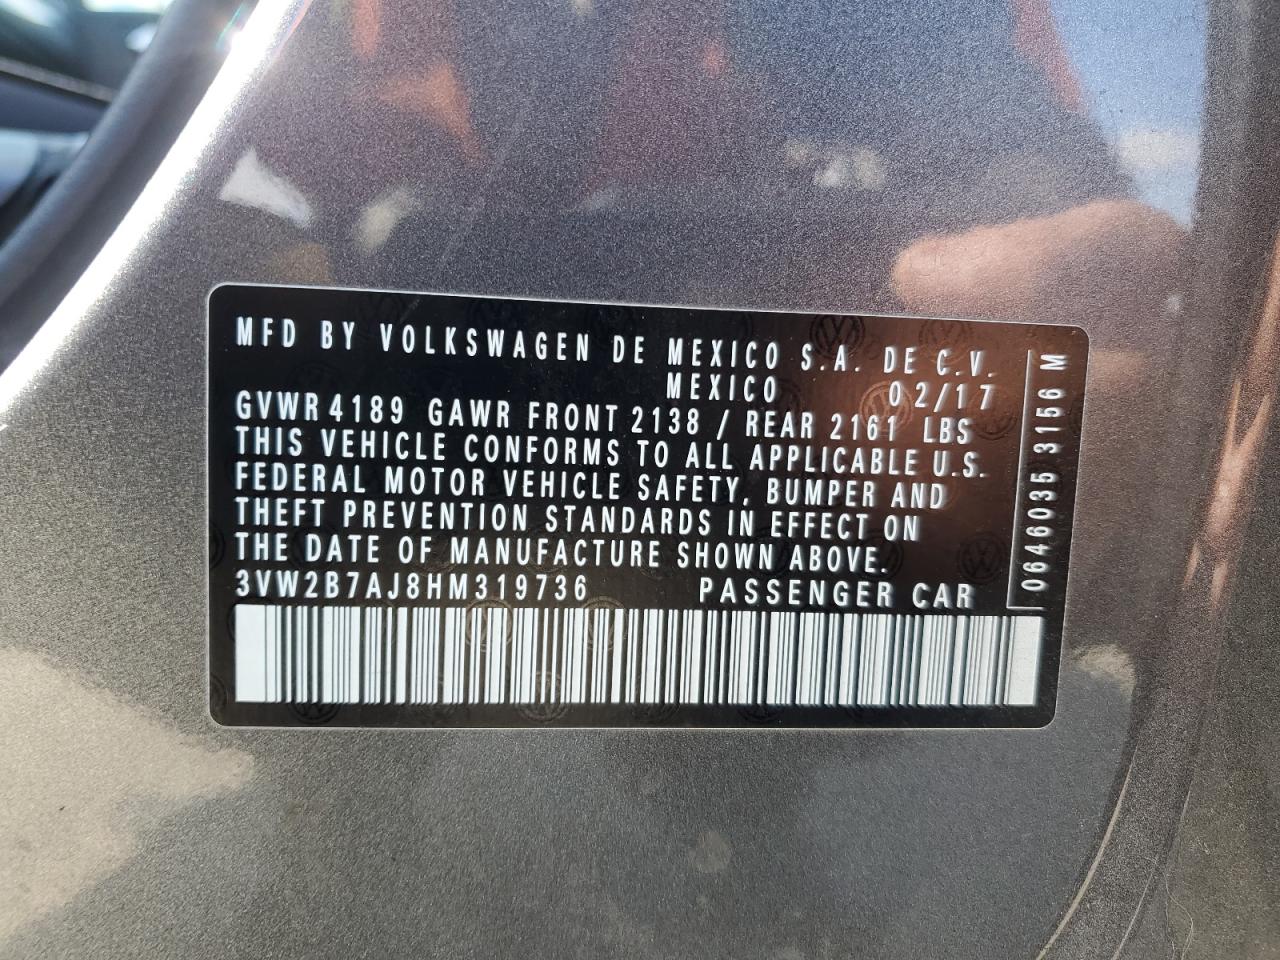 MFD BY VOLKSWAGEN DE MEXICO S.A. DE C.V.
MEXICO 02/17
GVWR 4189 GAWR FRONT 2138 / REAR 2161 LBS
THIS VEHICLE CONFORMS TO ALL APPLICABLE U.S.
FEDERAL MOTOR VEHICLE SAFETY, BUMPER AND
THEFT PREVENTION STANDARDS IN EFFECT ON
THE DATE OF MANUFACTURE SHOWN ABOVE.
3VW2B7AJ8HM319736 PASSENGER CAR
0646035 3156 M